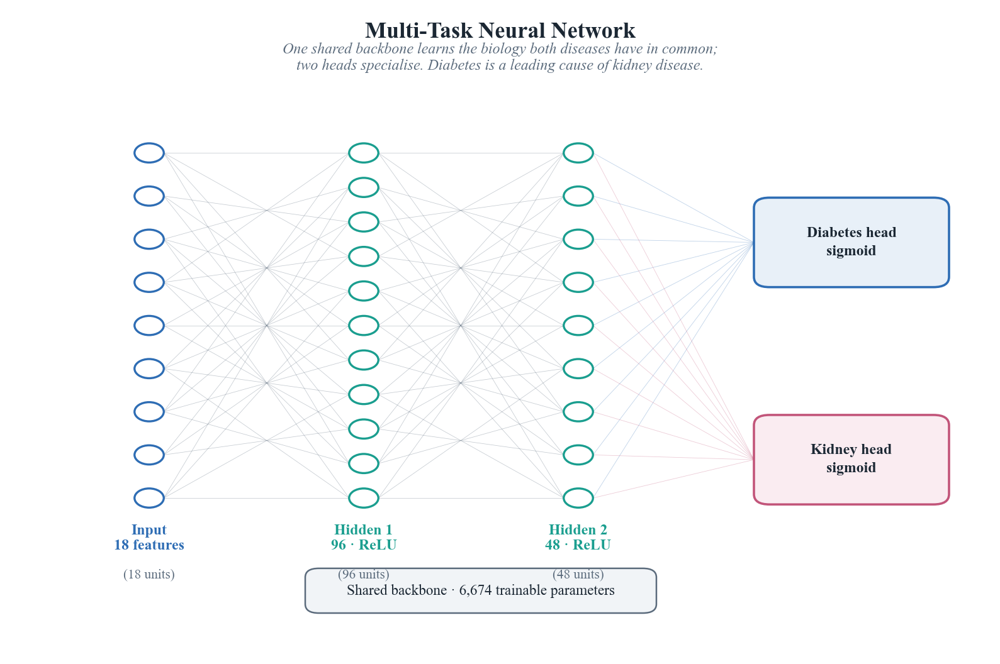 Multi-Task Neural Network
One shared backbone learns the biology both diseases have in common;
two heads specialise. Diabetes is a leading cause of kidney disease.
Diabetes head
sigmoid
Kidney head
sigmoid
Input
18 features
(18 units)
Hidden 1
96 · ReLU
(96 units)
Hidden 2
48 · ReLU
(48 units)
Shared backbone · 6,674 trainable parameters